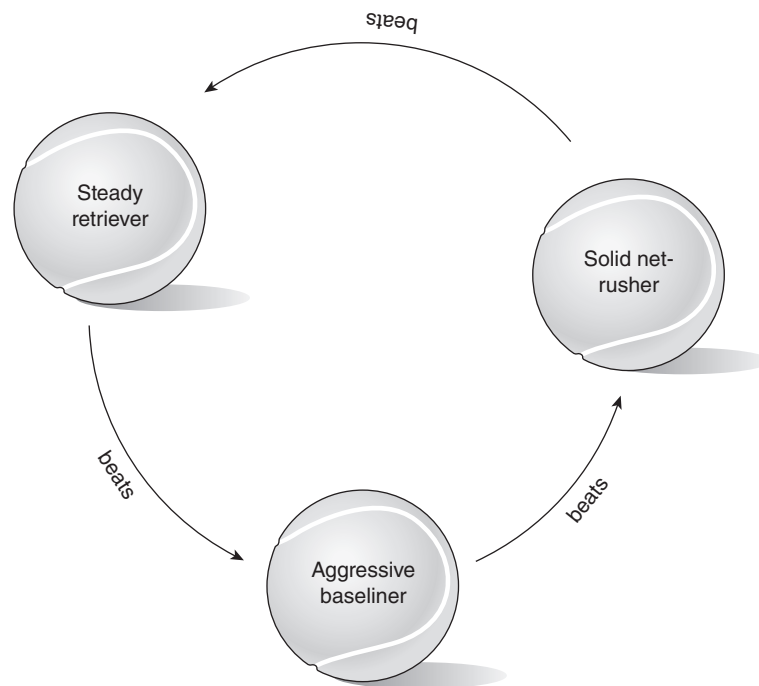 beats
Steady
retriever
Solid net-
rusher
beats
beats
Aggressive
baseliner